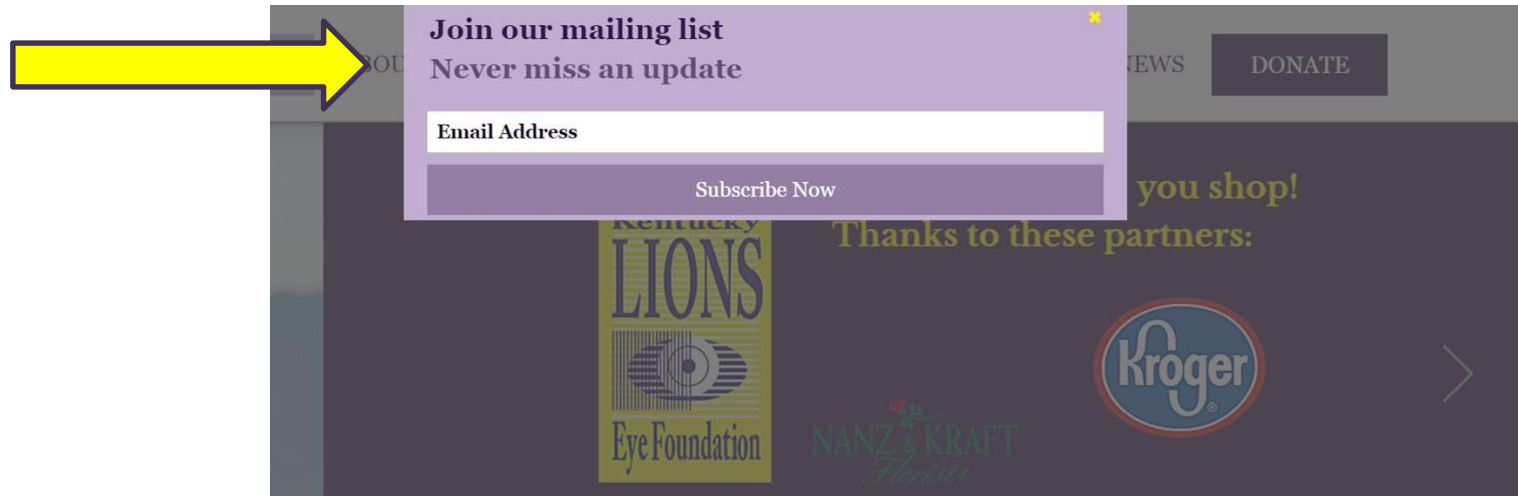 Join our mailing list
Never miss an update
NEWS
DONATE
Email Address
Subscribe Now
you shop!
Thanks to these partners:
Kentucky
LIONS
Eye Foundation
NANZ & KRAFT
Florists
Kroger